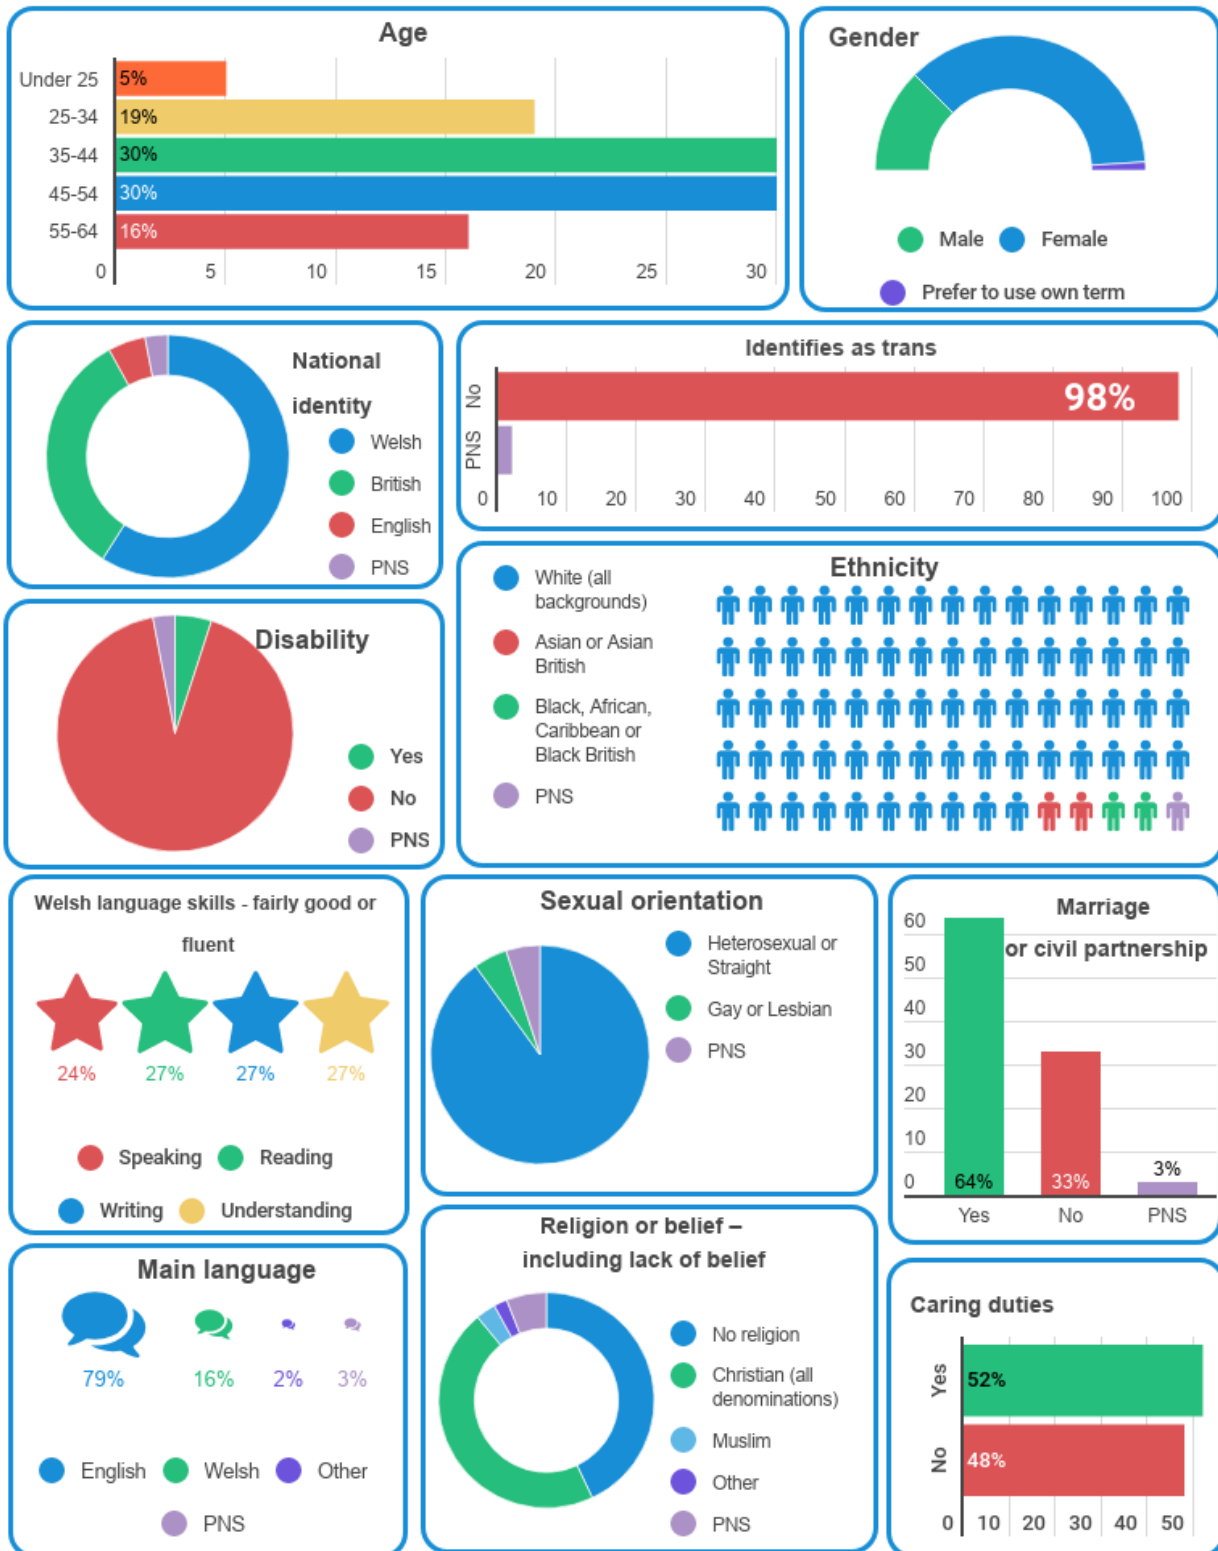 Age
Under 25
5%
25-34
19%
35-44
30%
45-54
30%
55-64
16%
0 5 10 15 20 25 30
Gender
Male Female
Prefer to use own term
National
identity
Welsh
British
English
PNS
Identifies as trans
No
98%
PNS
0 10 20 30 40 50 60 70 80 90 100
Disability
Yes
No
PNS
Ethnicity
White (all
backgrounds)
Asian or Asian
British
Black, African,
Caribbean or
Black British
PNS
Welsh language skills - fairly good or
fluent
24% 27% 27% 27%
Speaking Reading
Writing Understanding
Sexual orientation
Heterosexual or
Straight
Gay or Lesbian
PNS
Marriage
or civil partnership
60
50
40
30
20
10
0
64% 33% 3%
Yes No PNS
Main language
79% 16% 2% 3%
English Welsh Other
PNS
Religion or belief –
including lack of belief
No religion
Christian (all
denominations)
Muslim
Other
PNS
Caring duties
Yes
52%
No
48%
0 10 20 30 40 50